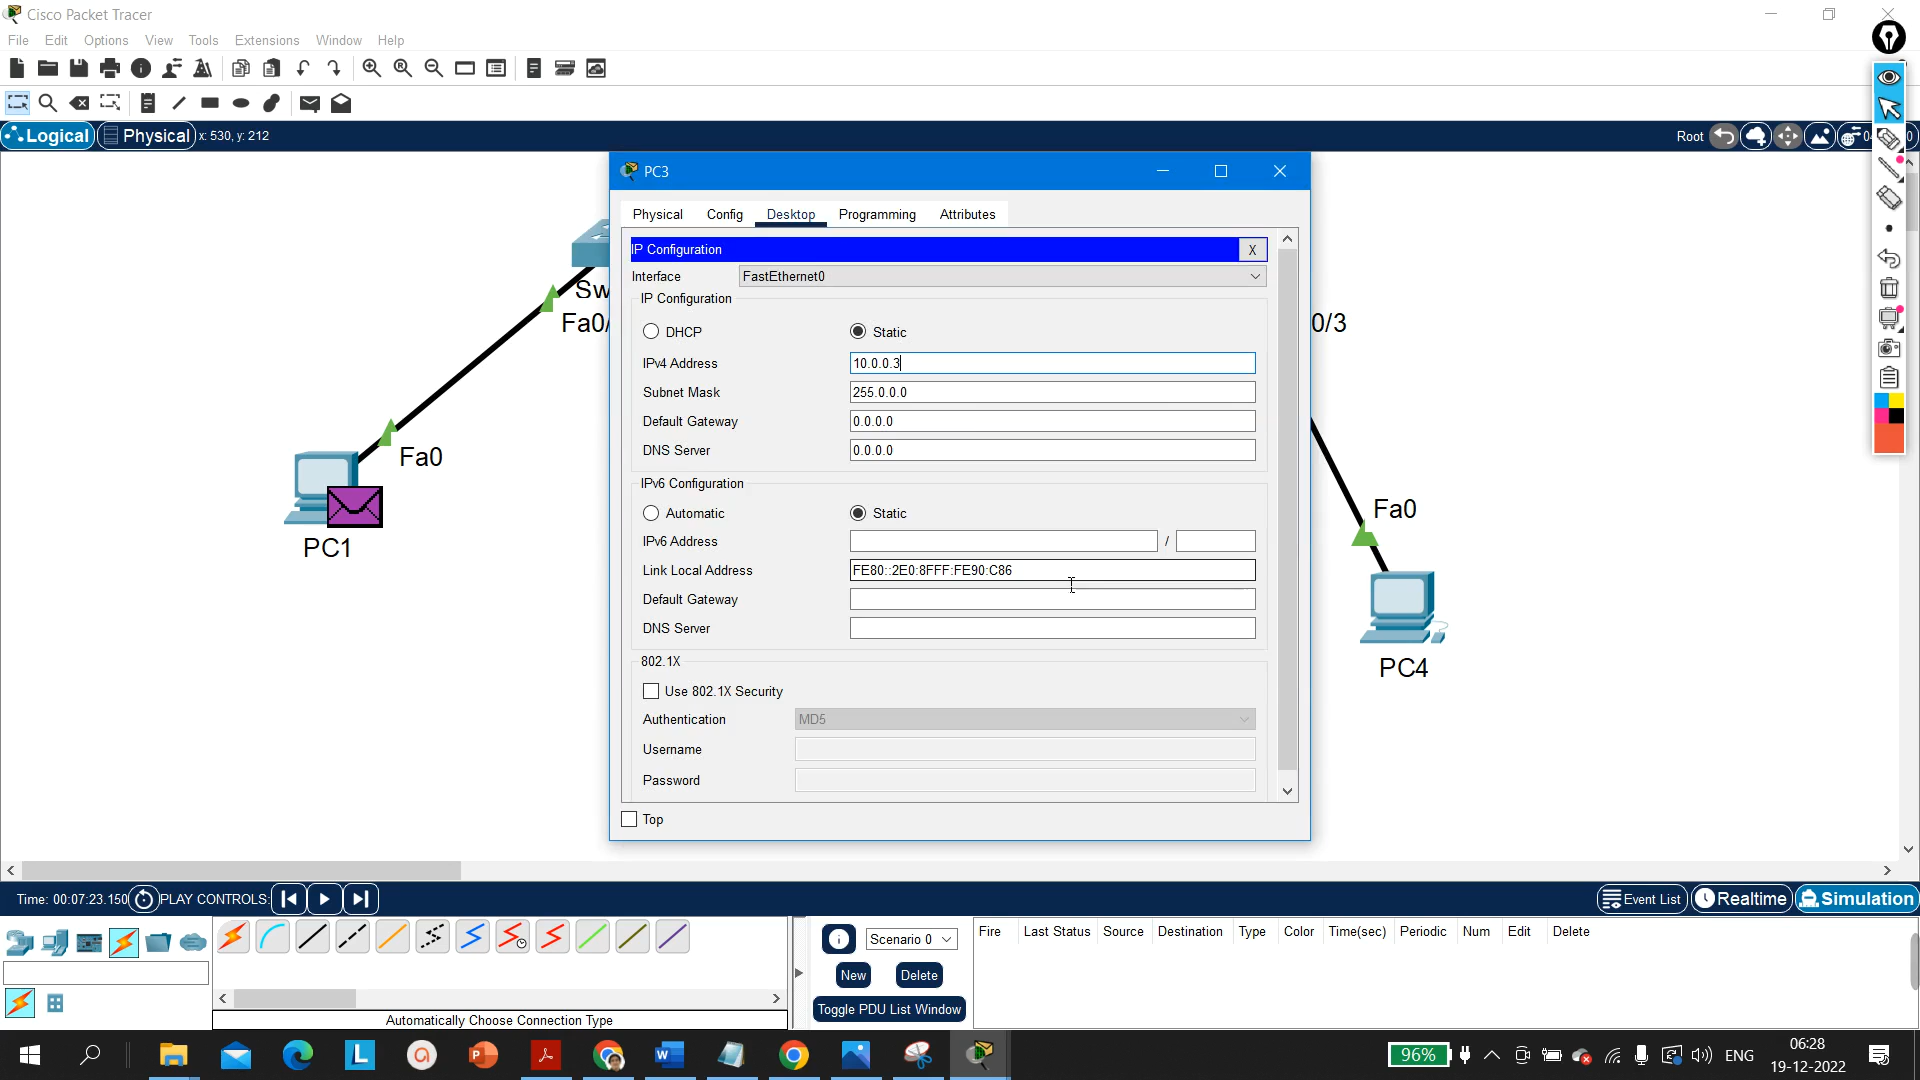 Cisco Packet Tracer
File Edit Options View Tools Extensions Window Help
Logical Physical x: 530, y: 212 Root
PC3
Physical Config Desktop Programming Attributes
IP Configuration X
Interface FastEthernet0
IP Configuration
DHCP Static
IPv4 Address 10.0.0.3
Subnet Mask 255.0.0.0
Default Gateway 0.0.0.0
DNS Server 0.0.0.0
IPv6 Configuration
Automatic Static
IPv6 Address /
Link Local Address FE80::2E0:8FFF:FE90:C86
Default Gateway
DNS Server
802.1X
Use 802.1X Security
Authentication MD5
Username
Password
Top
Sw
Fa0/
0/3
Fa0
PC1
Fa0
PC4
Time: 00:07:23.150 PLAY CONTROLS: Event List Realtime Simulation
Scenario 0
New Delete
Toggle PDU List Window
Fire Last Status Source Destination Type Color Time(sec) Periodic Num Edit Delete
Automatically Choose Connection Type
96% ENG 06:28
19-12-2022